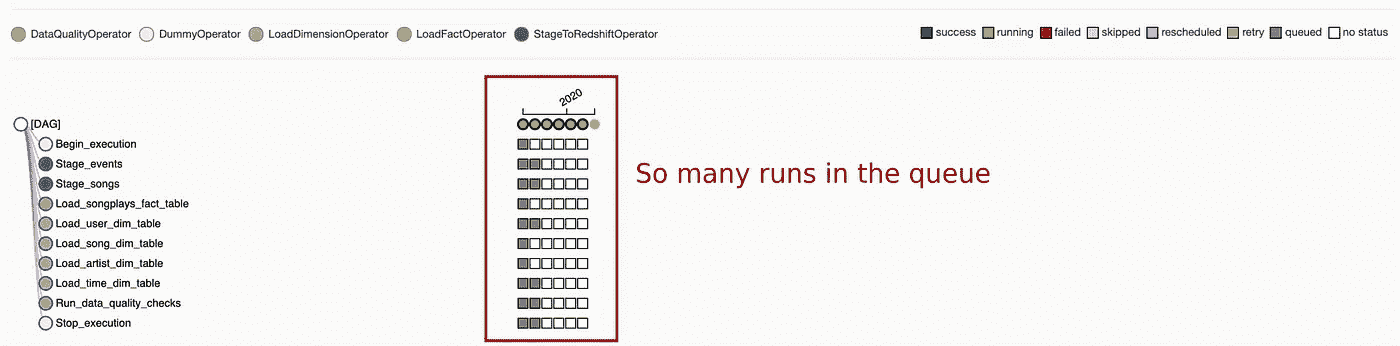 DataQualityOperator DummyOperator LoadDimensionOperator LoadFactOperator StageToRedshiftOperator success running failed skipped rescheduled retry queued no status
2020
[DAG]
Begin_execution
Stage_events
Stage_songs
So many runs in the queue
Load_songplays_fact_table
Load_user_dim_table
Load_song_dim_table
Load_artist_dim_table
Load_time_dim_table
Run_data_quality_checks
Stop_execution